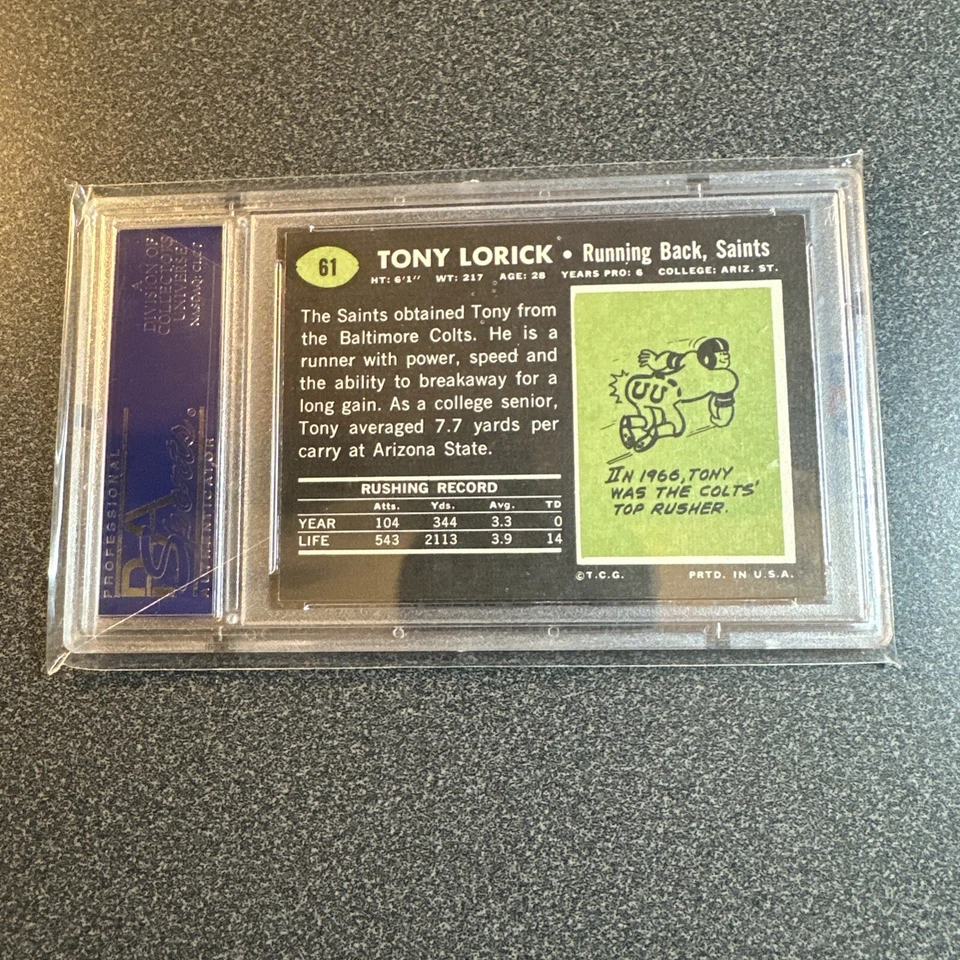 61 TONY LORICK • Running Back, Saints
HT: 6'1" WT: 217 AGE: 28 YEARS PRO: 6 COLLEGE: ARIZ. ST.
The Saints obtained Tony from
the Baltimore Colts. He is a
runner with power, speed and
the ability to breakaway for a
long gain. As a college senior,
Tony averaged 7.7 yards per
carry at Arizona State.
RUSHING RECORD
Atts. Yds. Avg. TD
YEAR 104 344 3.3 0
LIFE 543 2113 3.9 14
IN 1966, TONY
WAS THE COLTS'
TOP RUSHER.
©T.C.G. PRTD. IN U.S.A.
A
DIVISION OF
COLLECTORS
UNIVERSE
NASDAQ: CLCT
PROFESSIONAL
PSA
Sports
AUTHENTICATOR